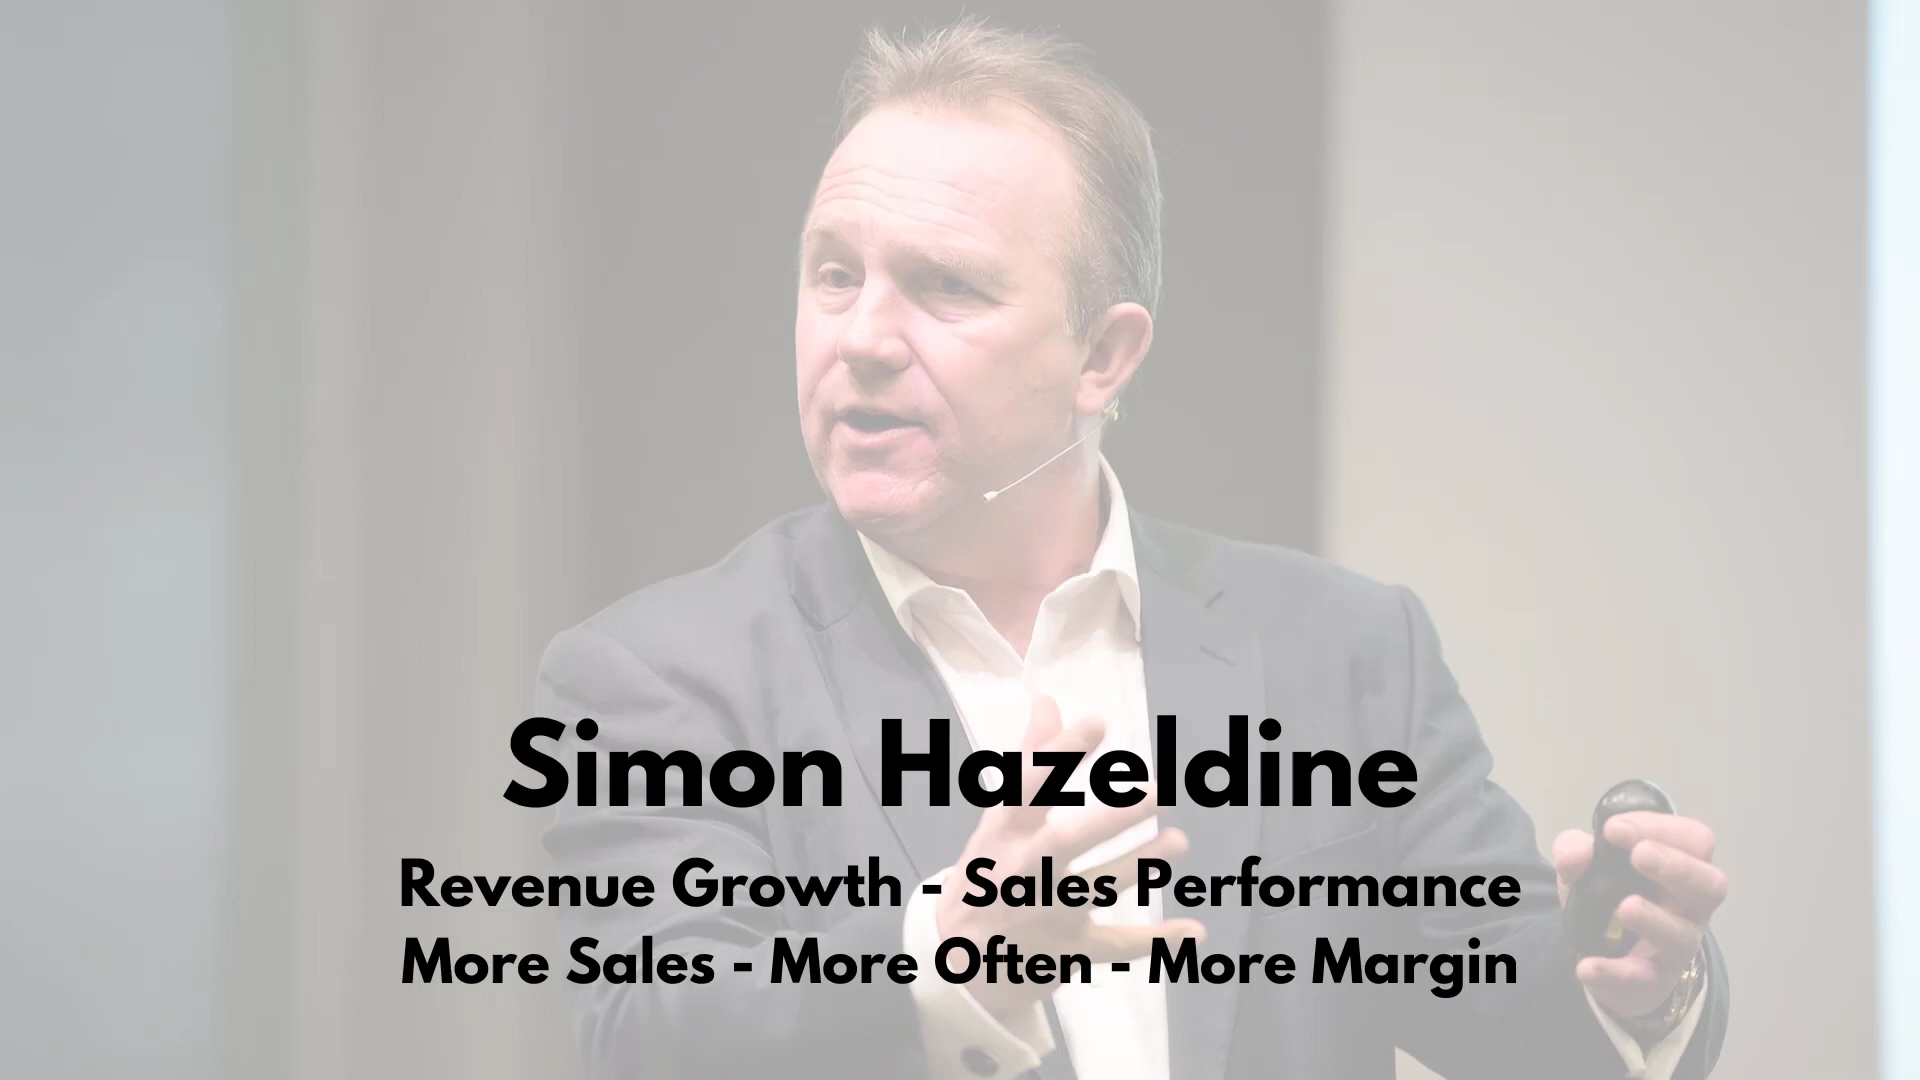 Simon Hazeldine
Revenue Growth - Sales Performance
More Sales - More Often - More Margin